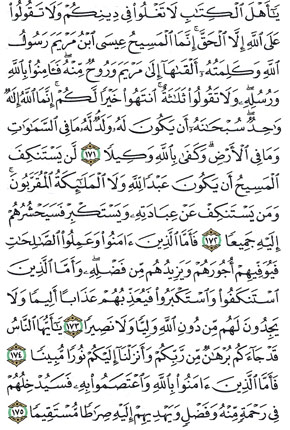 يَـٰٓأَهۡلَ ٱلۡكِتَـٰبِ لَا تَغۡلُواْ فِي دِينِكُمۡ وَلَا تَقُولُواْ
عَلَى ٱللَّهِ إِلَّا ٱلۡحَقَّۚ إِنَّمَا ٱلۡمَسِيحُ عِيسَى ٱبۡنُ مَرۡيَمَ رَسُولُ
ٱللَّهِ وَكَلِمَتُهُۥٓ أَلۡقَىٰهَآ إِلَىٰ مَرۡيَمَ وَرُوحٞ مِّنۡهُۖ فَـَٔامِنُواْ بِٱللَّهِ
وَرُسُلِهِۦۖ وَلَا تَقُولُواْ ثَلَـٰثَةٌۚ ٱنتَهُواْ خَيۡرٗا لَّكُمۡۚ إِنَّمَا ٱللَّهُ إِلَـٰهٞ
وَٰحِدٞۖ سُبۡحَـٰنَهُۥٓ أَن يَكُونَ لَهُۥ وَلَدٞۘ لَّهُۥ مَا فِي ٱلسَّمَـٰوَٰتِ
وَمَا فِي ٱلۡأَرۡضِۗ وَكَفَىٰ بِٱللَّهِ وَكِيلٗا ١٧١ لَّن يَسۡتَنكِفَ
ٱلۡمَسِيحُ أَن يَكُونَ عَبۡدٗا لِّلَّهِ وَلَا ٱلۡمَلَـٰٓئِكَةُ ٱلۡمُقَرَّبُونَۚ
وَمَن يَسۡتَنكِفۡ عَنۡ عِبَادَتِهِۦ وَيَسۡتَكۡبِرۡ فَسَيَحۡشُرُهُمۡ
إِلَيۡهِ جَمِيعٗا ١٧٢ فَأَمَّا ٱلَّذِينَ ءَامَنُواْ وَعَمِلُواْ ٱلصَّـٰلِحَـٰتِ
فَيُوَفِّيهِمۡ أُجُورَهُمۡ وَيَزِيدُهُم مِّن فَضۡلِهِۦۖ وَأَمَّا ٱلَّذِينَ
ٱسۡتَنكَفُواْ وَٱسۡتَكۡبَرُواْ فَيُعَذِّبُهُمۡ عَذَابًا أَلِيمٗا وَلَا
يَجِدُونَ لَهُم مِّن دُونِ ٱللَّهِ وَلِيّٗا وَلَا نَصِيرٗا ١٧٣ يَـٰٓأَيُّهَا ٱلنَّاسُ
قَدۡ جَآءَكُم بُرۡهَـٰنٞ مِّن رَّبِّكُمۡ وَأَنزَلۡنَآ إِلَيۡكُمۡ نُورٗا مُّبِينٗا ١٧٤
فَأَمَّا ٱلَّذِينَ ءَامَنُواْ بِٱللَّهِ وَٱعۡتَصَمُواْ بِهِۦ فَسَيُدۡخِلُهُمۡ
فِي رَحۡمَةٖ مِّنۡهُ وَفَضۡلٖ وَيَهۡدِيهِمۡ إِلَيۡهِ صِرَٰطٗا مُّسۡتَقِيمٗا ١٧٥